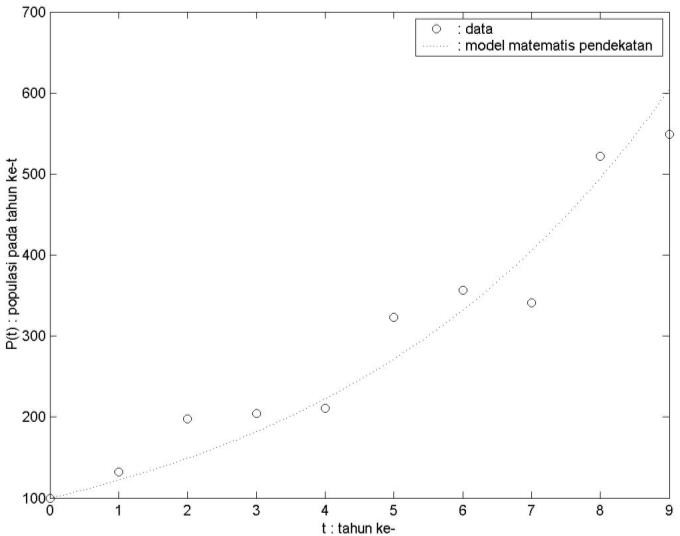 700
600
500
400
300
200
100
0 1 2 3 4 5 6 7 8 9
P(t) : populasi pada tahun ke-t
t : tahun ke-
: data
: model matematis pendekatan